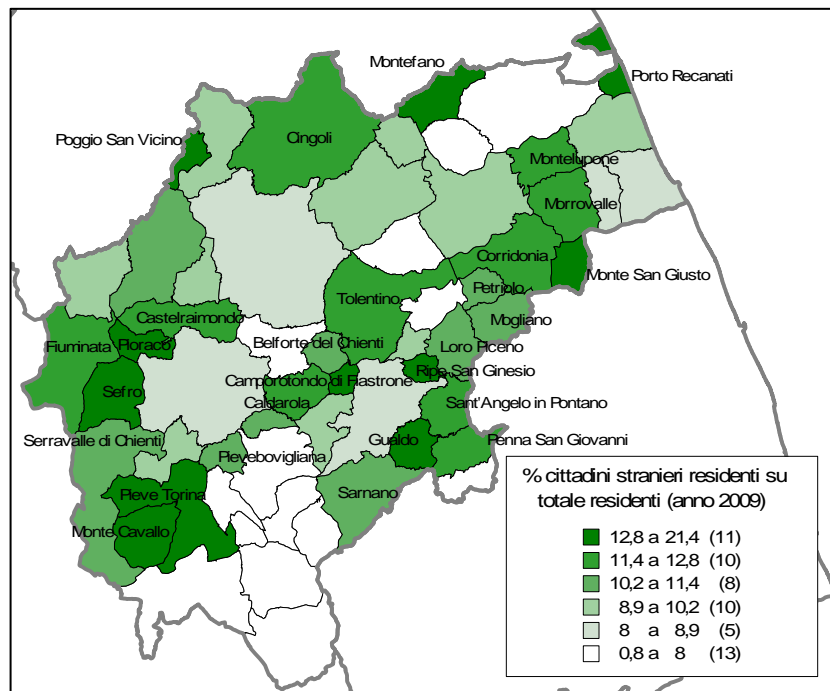 Montefano
Porto Recanati
Poggio San Vicino
Cingoli
Montelupone
Morrovalle
Corridonia
Monte San Giusto
Petriolo
Tolentino
Mogliano
Castelraimondo
Belforte del Chienti
Loro Piceno
Fiuminata
Pioraco
Ripe San Ginesio
Camporotondo di Fiastrone
Sefro
Caldarola
Sant'Angelo in Pontano
Serravalle di Chienti
Gualdo
Penna San Giovanni
Pievebovigliana
Pieve Torina
Sarnano
Monte Cavallo
% cittadini stranieri residenti su
totale residenti (anno 2009)
12,8 a 21,4 (11)
11,4 a 12,8 (10)
10,2 a 11,4 (8)
8,9 a 10,2 (10)
8 a 8,9 (5)
0,8 a 8 (13)